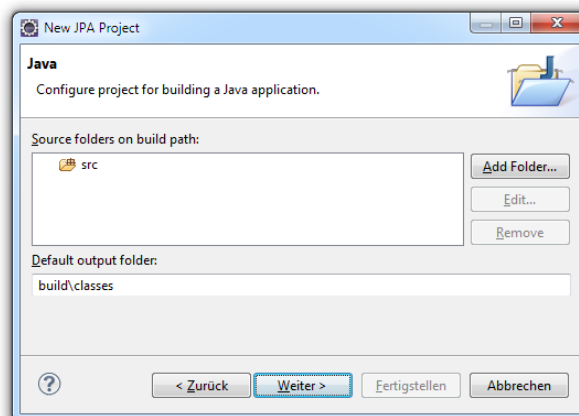 New JPA Project
Java
Configure project for building a Java application.
Source folders on build path:
src
Add Folder...
Edit...
Remove
Default output folder:
build\classes
?
< Zurück
Weiter >
Fertigstellen
Abbrechen